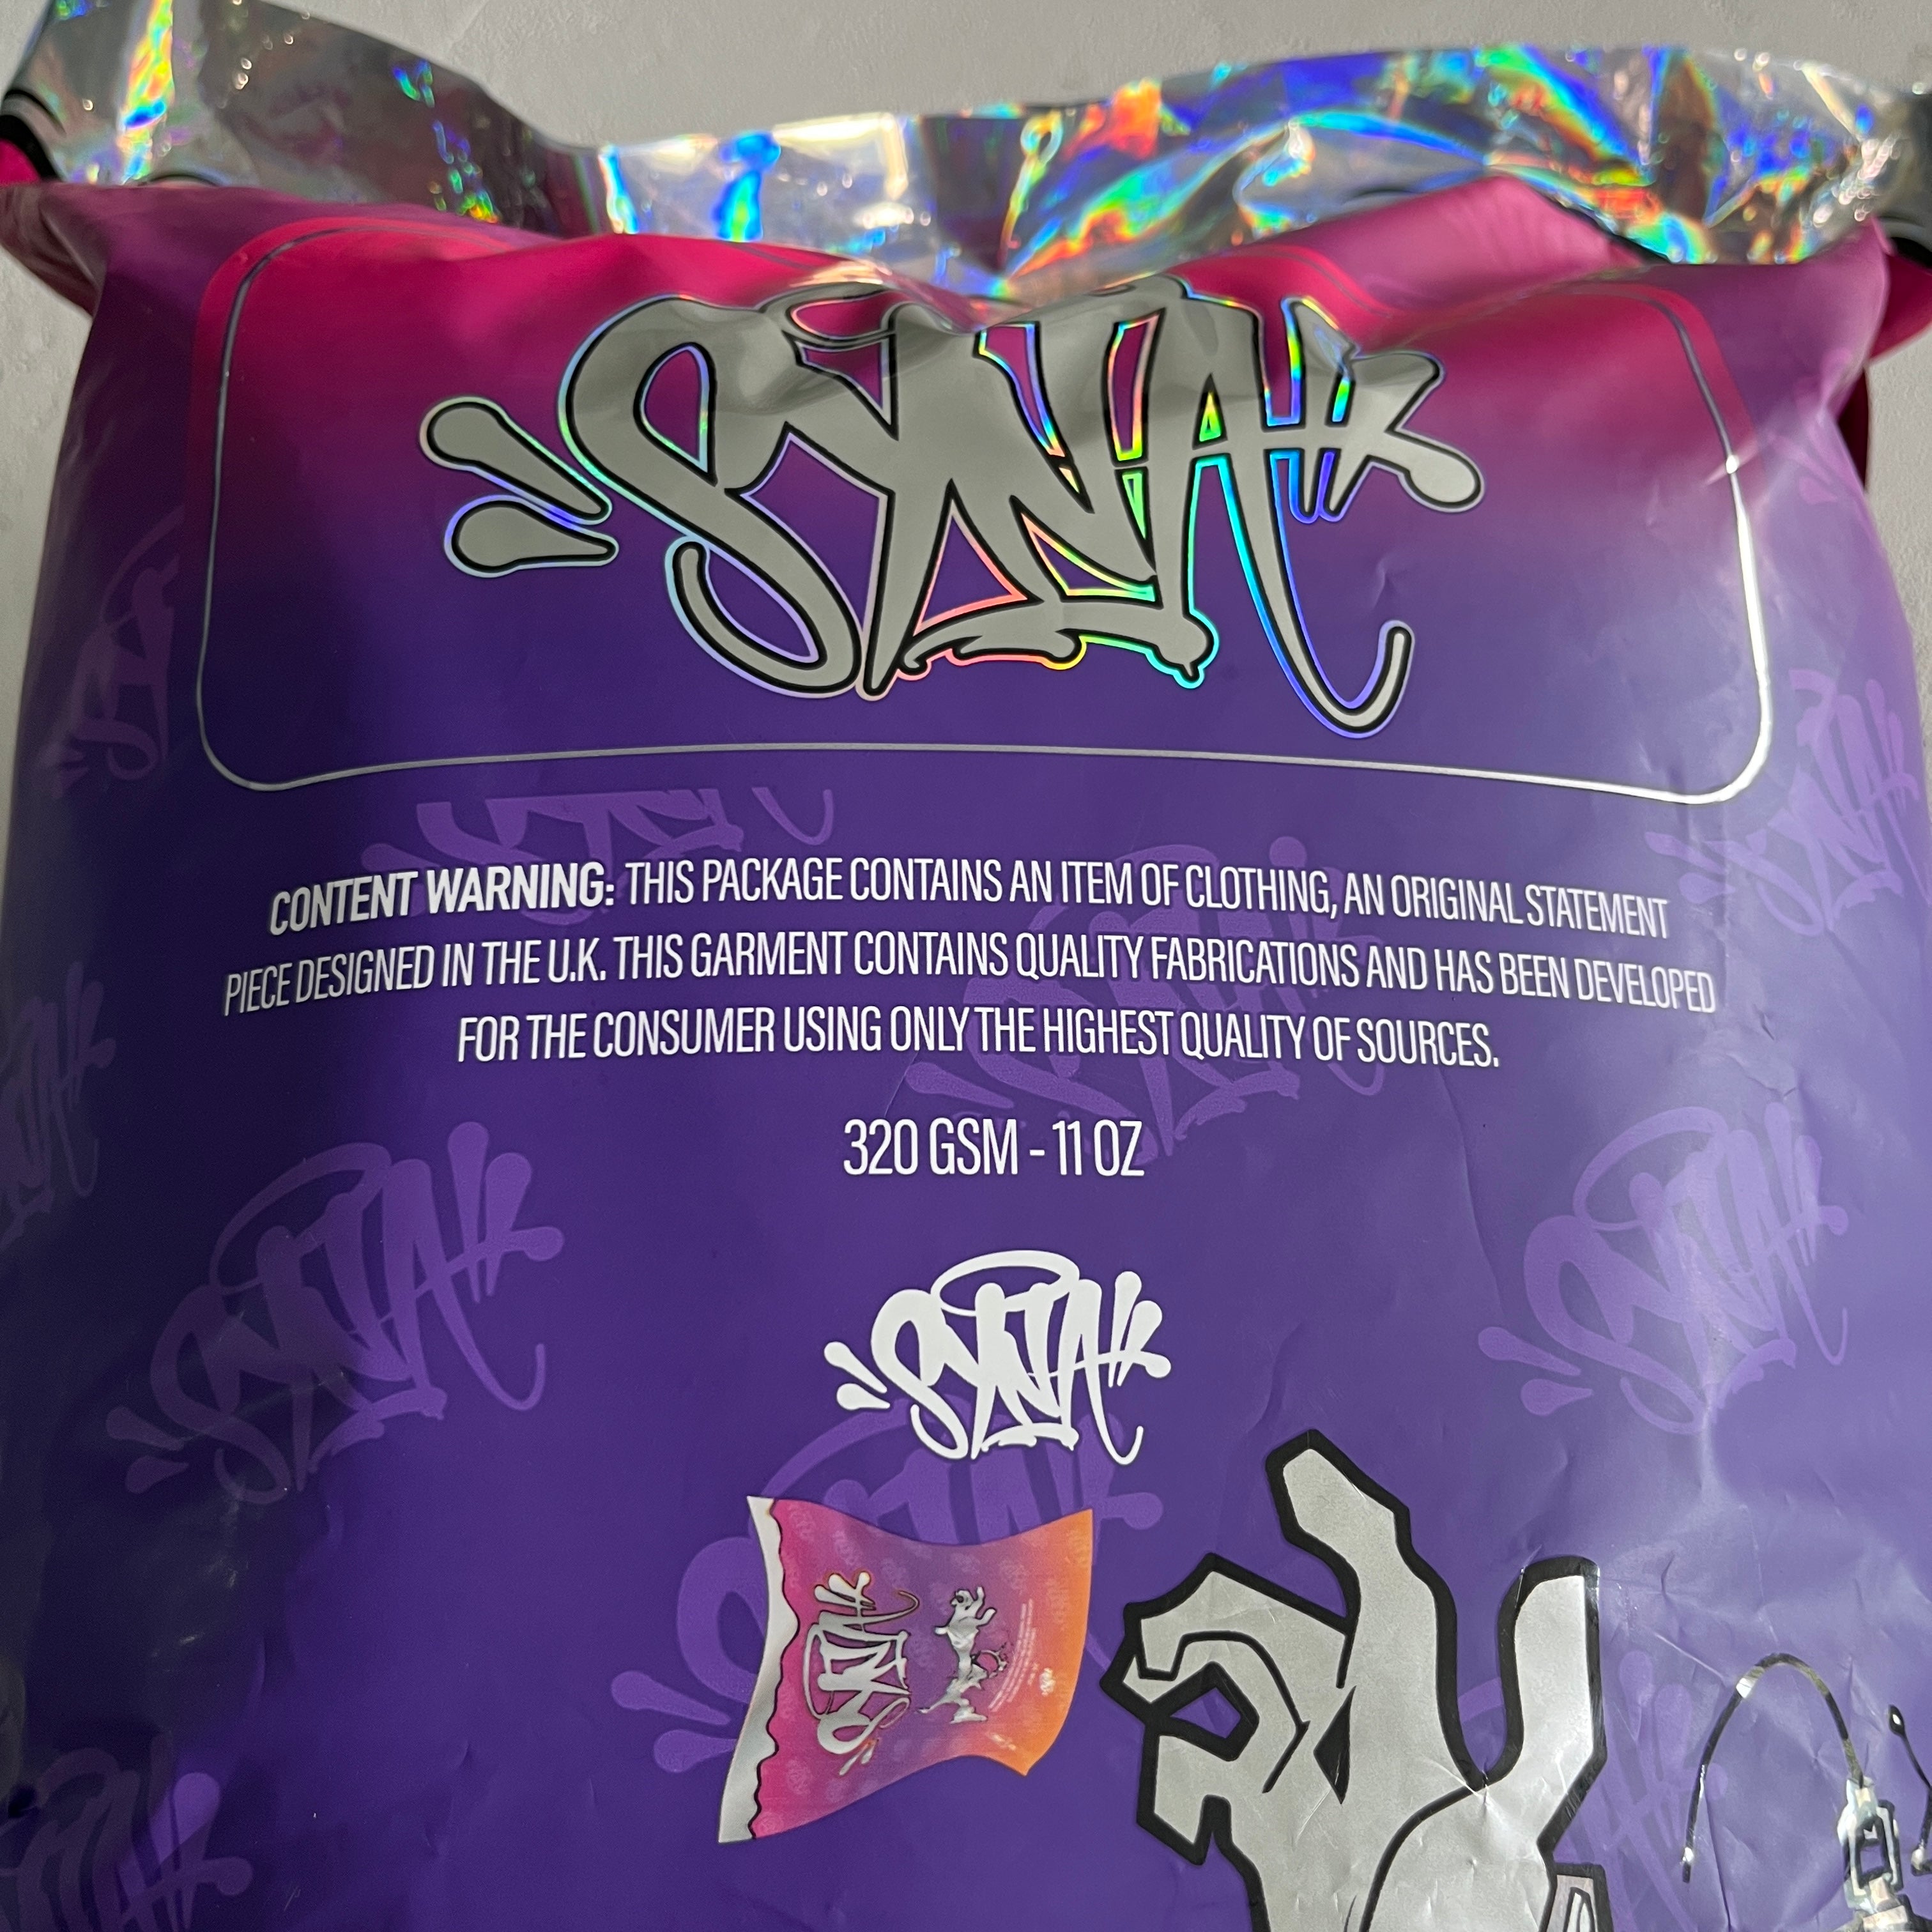 SYNA
CONTENT WARNING: THIS PACKAGE CONTAINS AN ITEM OF CLOTHING, AN ORIGINAL STATEMENT
PIECE DESIGNED IN THE U.K. THIS GARMENT CONTAINS QUALITY FABRICATIONS AND HAS BEEN DEVELOPED
FOR THE CONSUMER USING ONLY THE HIGHEST QUALITY OF SOURCES.
320 GSM - 11 OZ
SYNA
SYNA